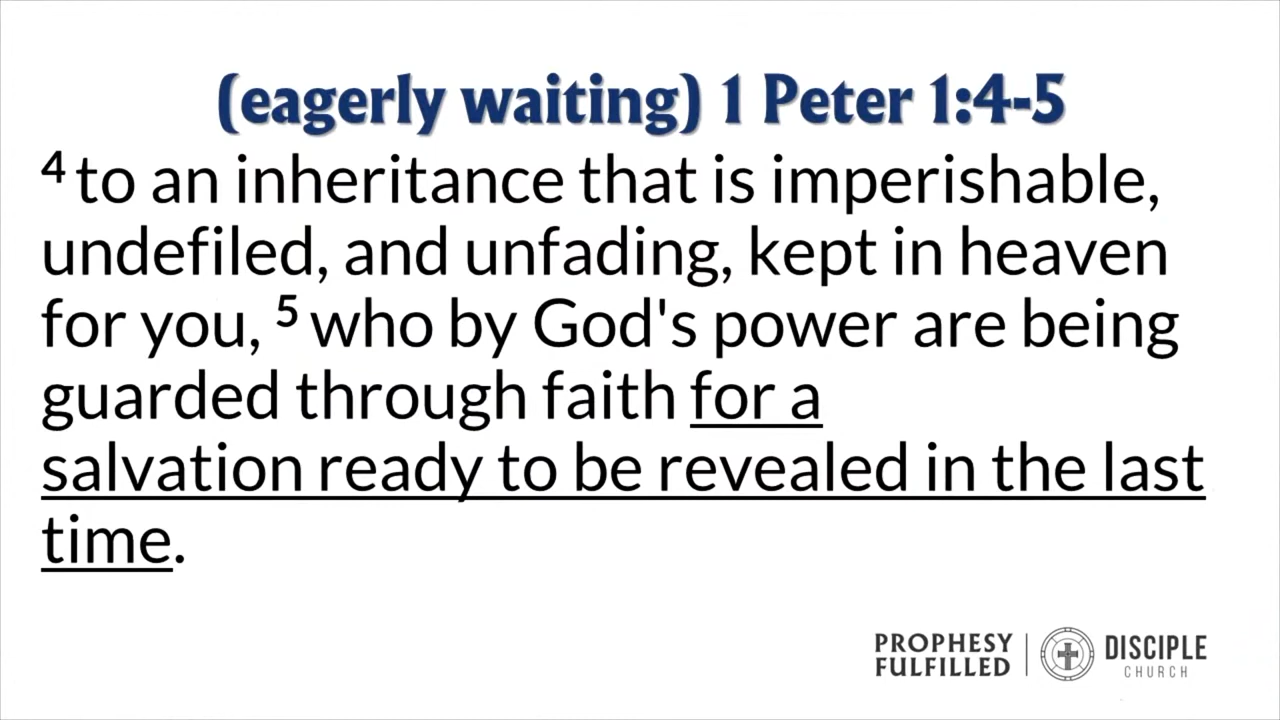 (eagerly waiting) 1 Peter 1:4-5
4 to an inheritance that is imperishable,
undefiled, and unfading, kept in heaven
for you, 5 who by God's power are being
guarded through faith for a
salvation ready to be revealed in the last
time.
PROPHESY
FULFILLED
DISCIPLE
CHURCH